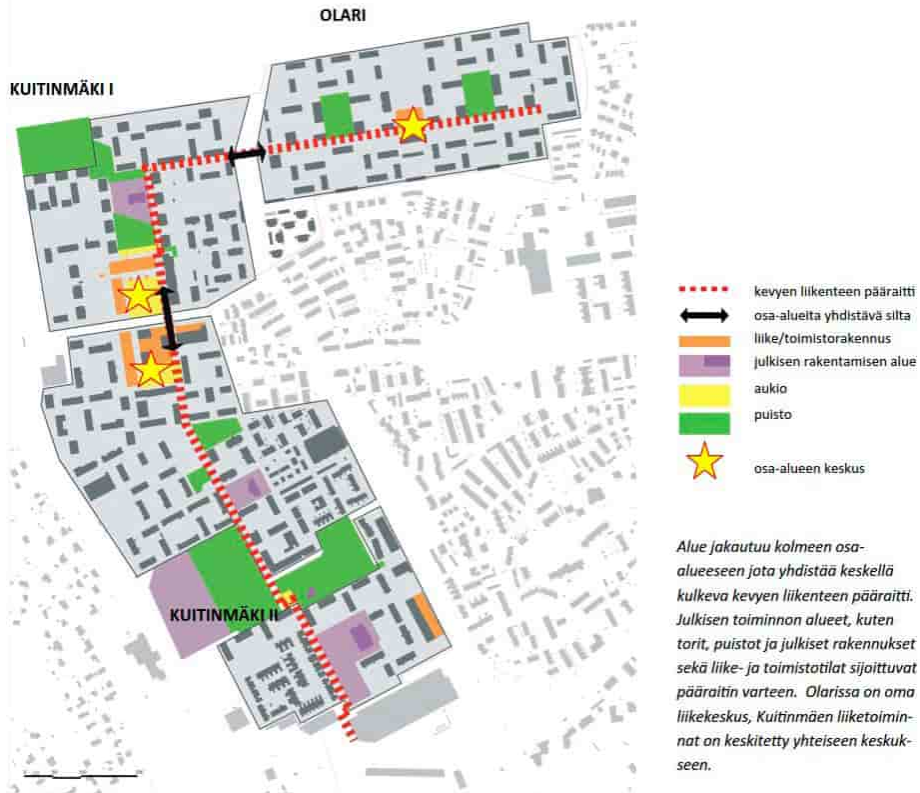 OLARI
KUITINMÄKI I
KUITINMÄKI II
kevyen liikenteen pääraitti
osa-alueita yhdistävä silta
liike/toimistorakennus
julkisen rakentamisen alue
aukio
puisto
osa-alueen keskus
Alue jakautuu kolmeen osa-
alueeseen jota yhdistää keskellä
kulkeva kevyen liikenteen pääraitti.
Julkisen toiminnon alueet, kuten
torit, puistot ja julkiset rakennukset
sekä liike- ja toimistotilat sijoittuvat
pääraitin varteen. Olarissa on oma
liikekeskus, Kuitinmäen liiketoimin-
nat on keskitetty yhteiseen keskuk-
seen.